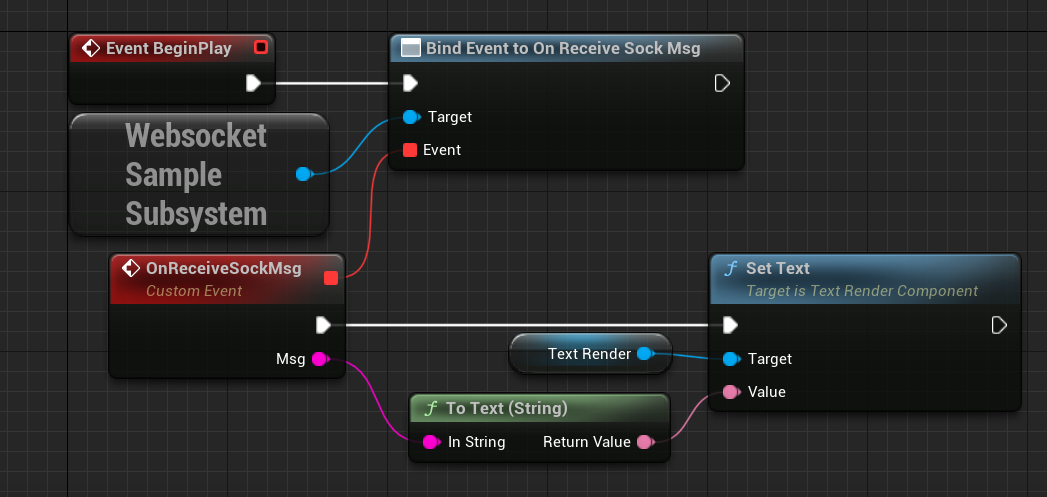 Event BeginPlay
Bind Event to On Receive Sock Msg
Target
Event
Websocket
Sample
Subsystem
OnReceiveSockMsg
Custom Event
Msg
Text Render
To Text (String)
In String
Return Value
Set Text
Target is Text Render Component
Target
Value